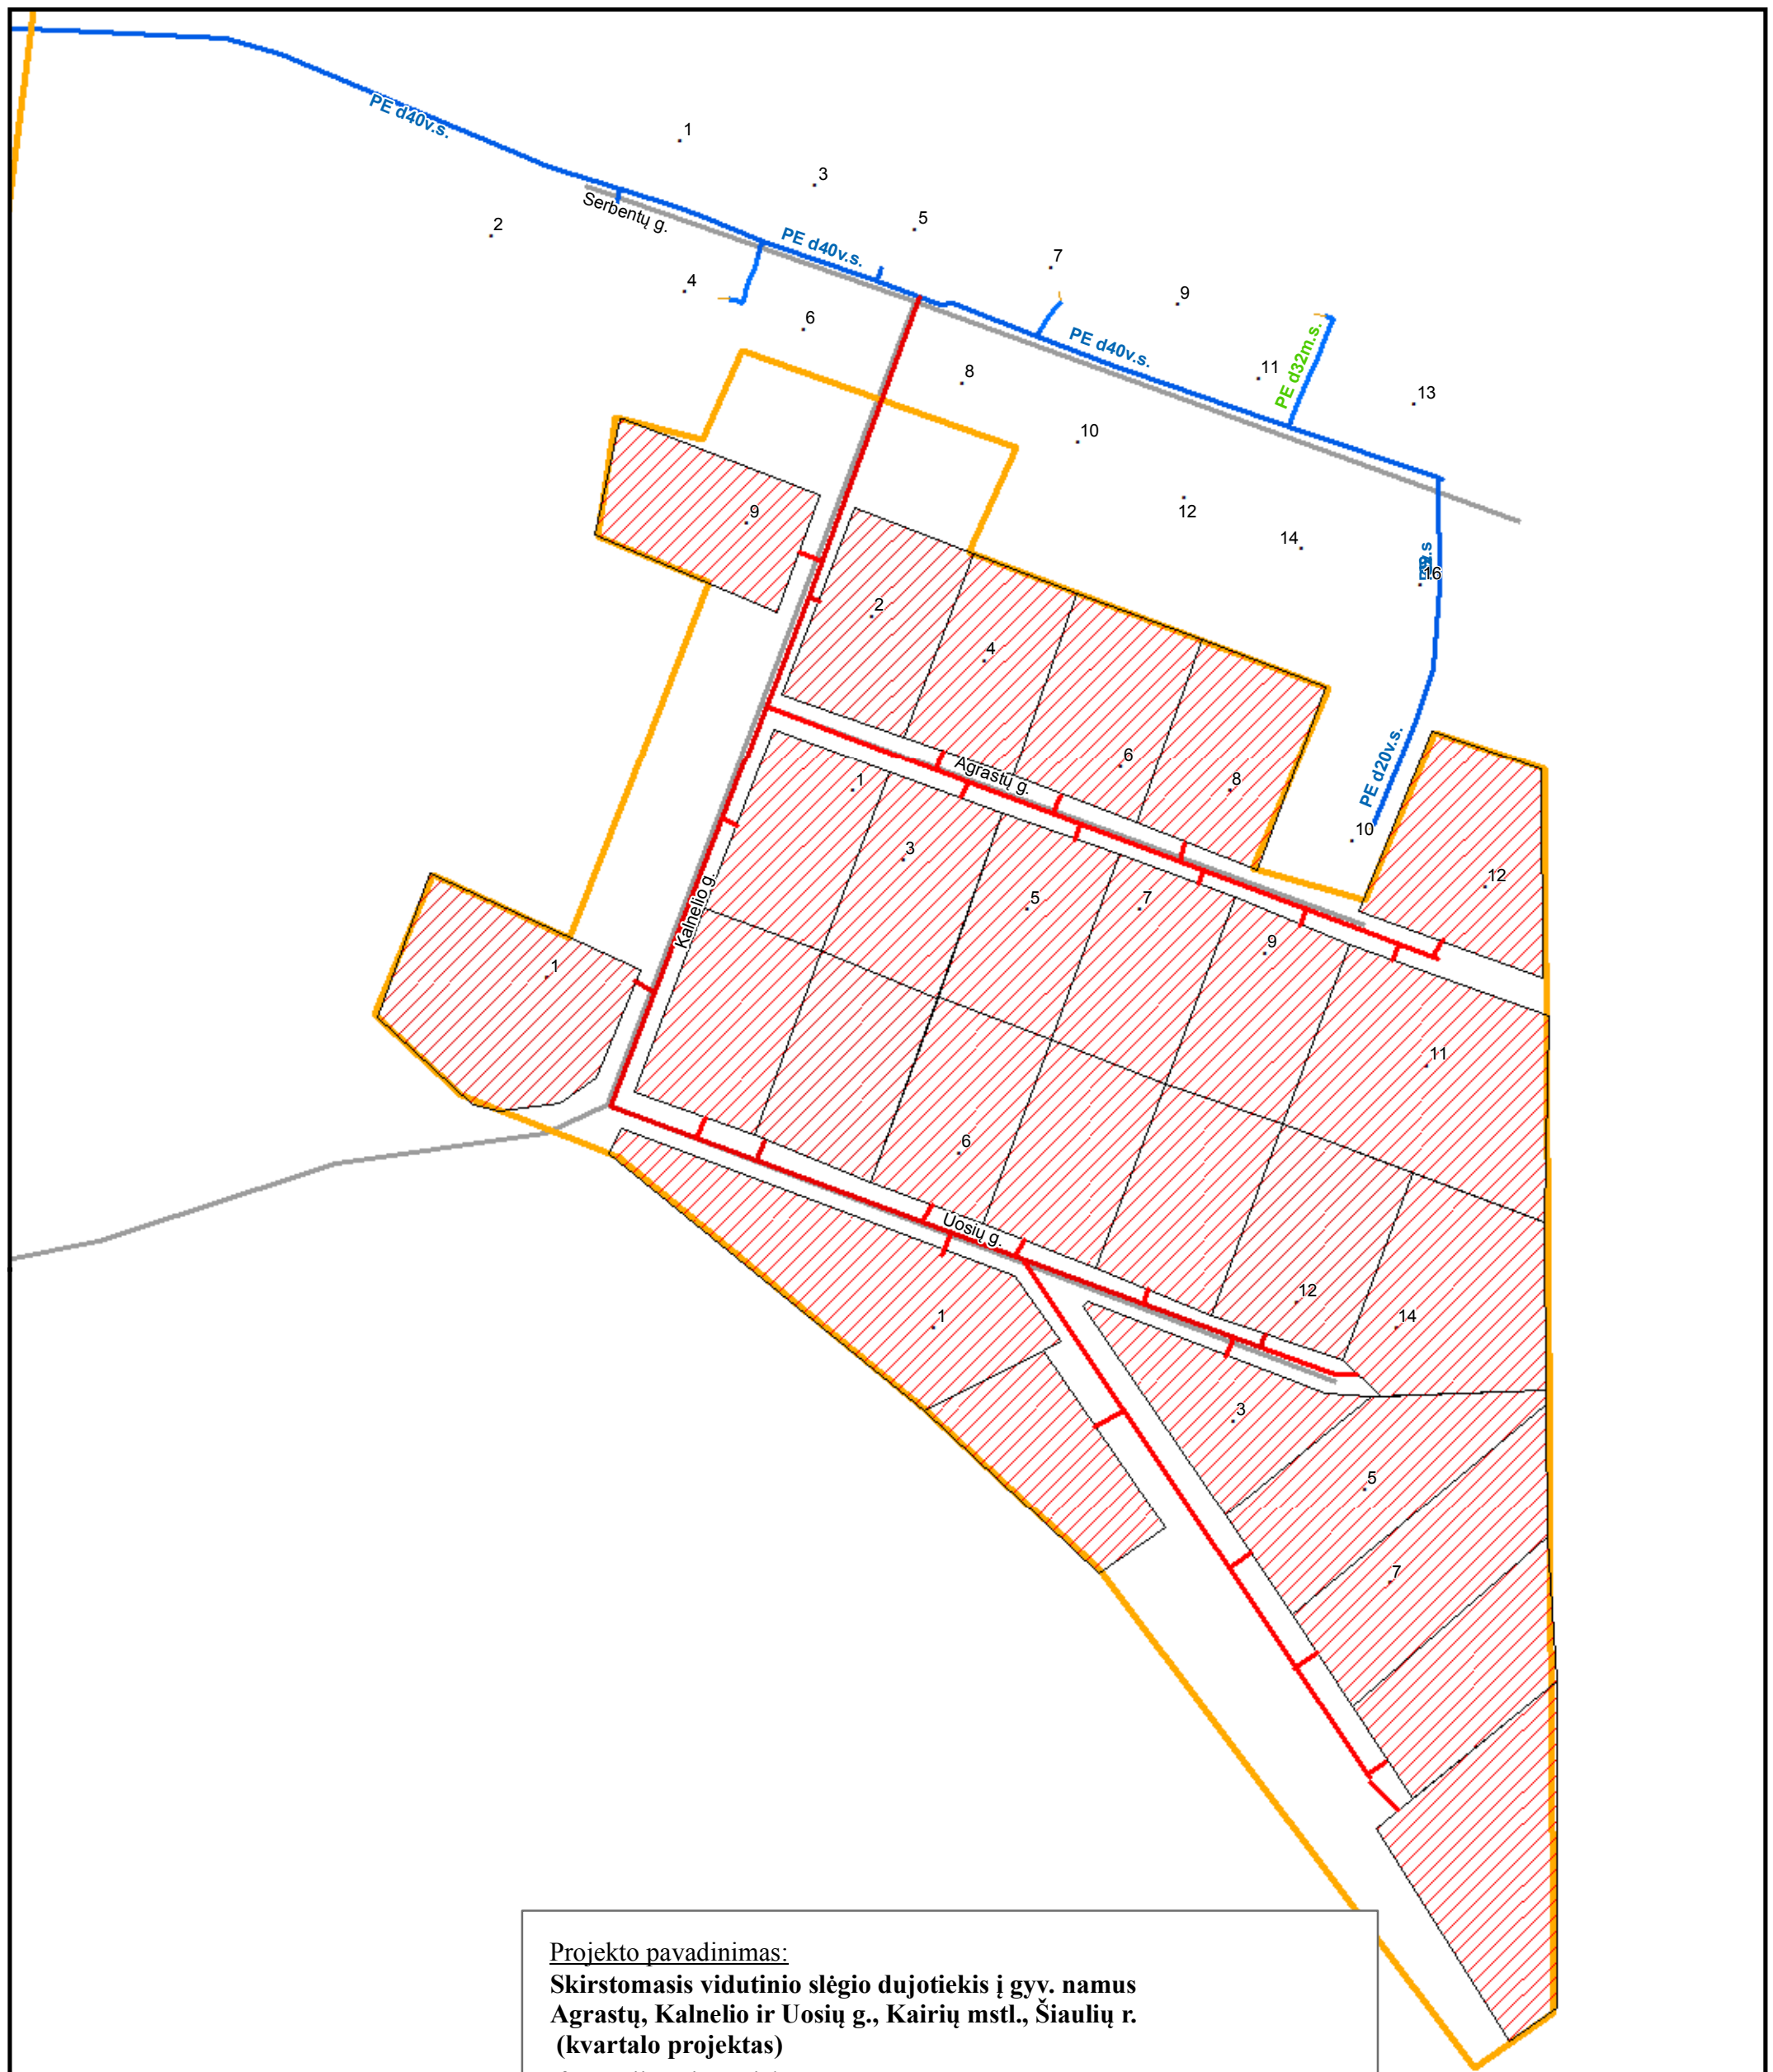 PE d40v.s.
1
3
Serbentų g.
2
5
PE d40v.s.
7
4
9
6
PE d40v.s.
PE d32m.s.
8
11
13
10
9
12
14
16
2
4
6
Agrastų g.
1
8
PE d20v.s.
10
3
12
Kalnelio g.
5
7
9
1
11
6
Uosių g.
12
1
14
3
5
7
Projekto pavadinimas:
Skirstomasis vidutinio slėgio dujotiekis į gyv. namus
Agrastų, Kalnelio ir Uosių g., Kairių mstl., Šiaulių r.
(kvartalo projektas)